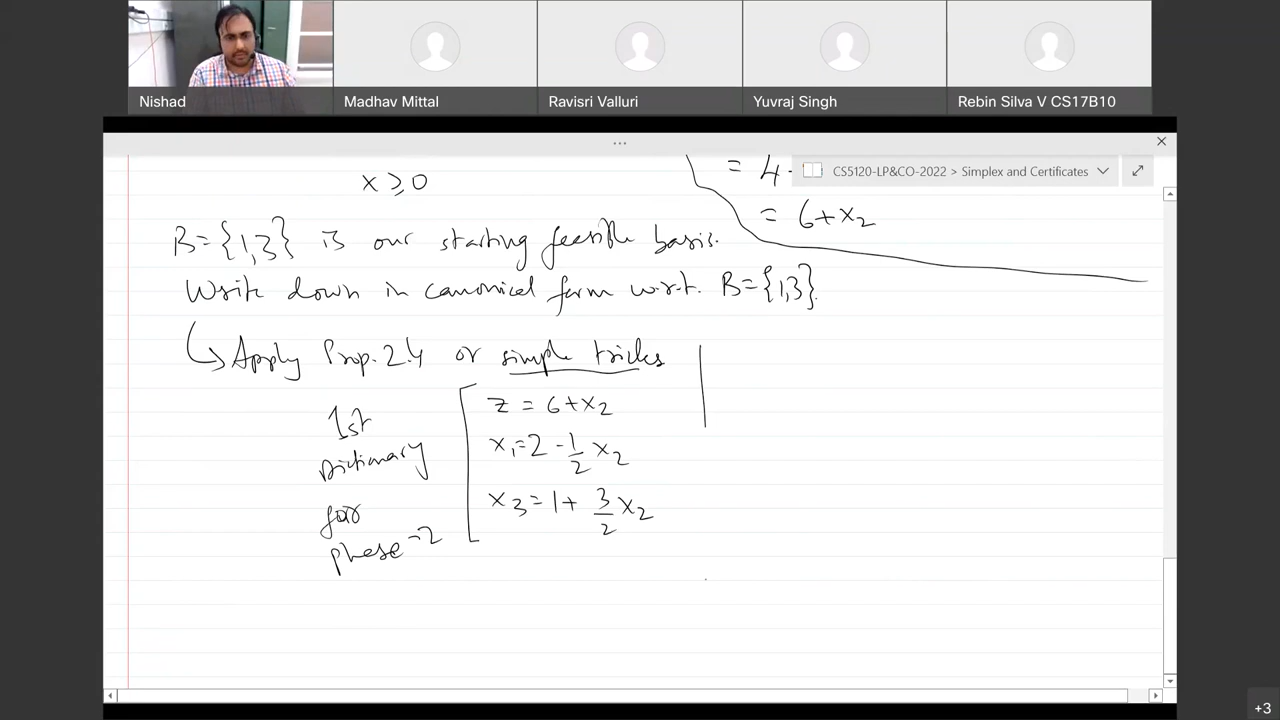 Nishad
Madhav Mittal
Ravisri Valluri
Yuvraj Singh
Rebin Silva V CS17B10
CS5120-LP&CO-2022 > Simplex and Certificates
= 4 -
= 6+x₂
x ≥ 0
B={1,3} is our starting feasible basis.
Write down in canonical form w.r.t. B={1,3}.
↳ Apply Prop. 2.4 or simple tricks
1st
Dictionary
for
phase-2
z = 6+x₂
x₁=2 - 1/2 x₂
x₃ = 1 + 3/2 x₂
+3